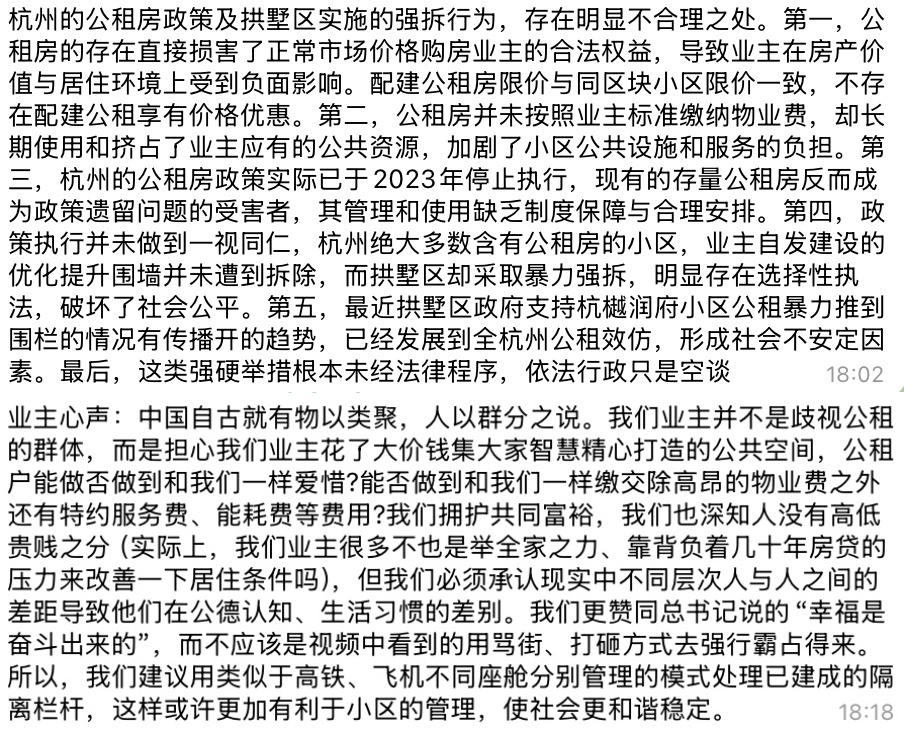 杭州的公租房政策及拱墅区实施的强拆行为，存在明显不合理之处。第一，公
租房的存在直接损害了正常市场价格购房业主的合法权益，导致业主在房产价
值与居住环境上受到负面影响。配建公租房限价与同区块小区限价一致，不存
在配建公租享有价格优惠。第二，公租房并未按照业主标准缴纳物业费，却长
期使用和挤占了业主应有的公共资源，加剧了小区公共设施和服务的负担。第
三，杭州的公租房政策实际已于2023年停止执行，现有的存量公租房反而成
为政策遗留问题的受害者，其管理和使用缺乏制度保障与合理安排。第四，政
策执行并未做到一视同仁，杭州绝大多数含有公租房的小区，业主自发建设的
优化提升围墙并未遭到拆除，而拱墅区却采取暴力强拆，明显存在选择性执
法，破坏了社会公平。第五，最近拱墅区政府支持杭樾润府小区公租暴力推到
围栏的情况有传播开的趋势，已经发展到全杭州公租效仿，形成社会不安定因
素。最后，这类强硬举措根本未经法律程序，依法行政只是空谈
18:02
业主心声：中国自古就有物以类聚，人以群分之说。我们业主并不是歧视公租
的群体，而是担心我们业主花了大价钱集大家智慧精心打造的公共空间，公租
户能做否做到和我们一样爱惜?能否做到和我们一样缴交除高昂的物业费之外
还有特约服务费、能耗费等费用?我们拥护共同富裕，我们也深知人没有高低
贵贱之分（实际上，我们业主很多不也是举全家之力、靠背负着几十年房贷的
压力来改善一下居住条件吗），但我们必须承认现实中不同层次人与人之间的
差距导致他们在公德认知、生活习惯的差别。我们更赞同总书记说的“幸福是
奋斗出来的”，而不应该是视频中看到的用骂街、打砸方式去强行霸占得来。
所以，我们建议用类似于高铁、飞机不同座舱分别管理的模式处理已建成的隔
离栏杆，这样或许更加有利于小区的管理，使社会更和谐稳定。
18:18